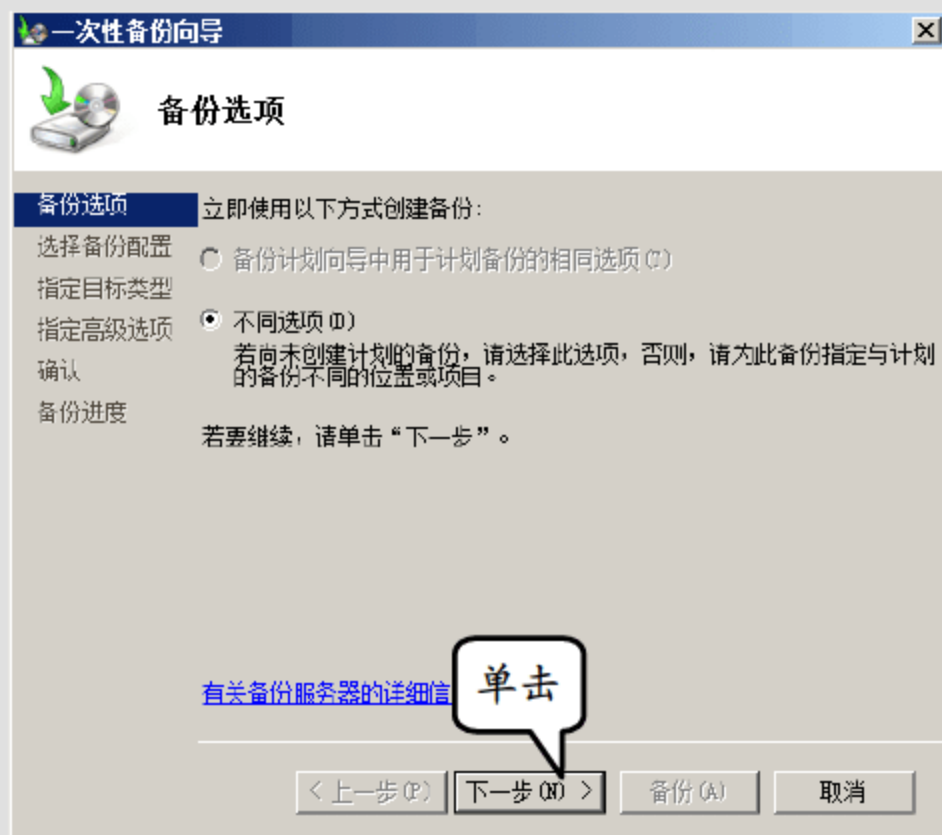 一次性备份向导
备份选项
备份选项
选择备份配置
指定目标类型
指定高级选项
确认
备份进度
立即使用以下方式创建备份:
备份计划向导中用于计划备份的相同选项(T)
不同选项(D)
若尚未创建计划的备份，请选择此选项，否则，请为此备份指定与计划
的备份不同的位置或项目。
若要继续，请单击“下一步”。
有关备份服务器的详细信
单击
< 上一步(P)
下一步(N) >
备份(A)
取消